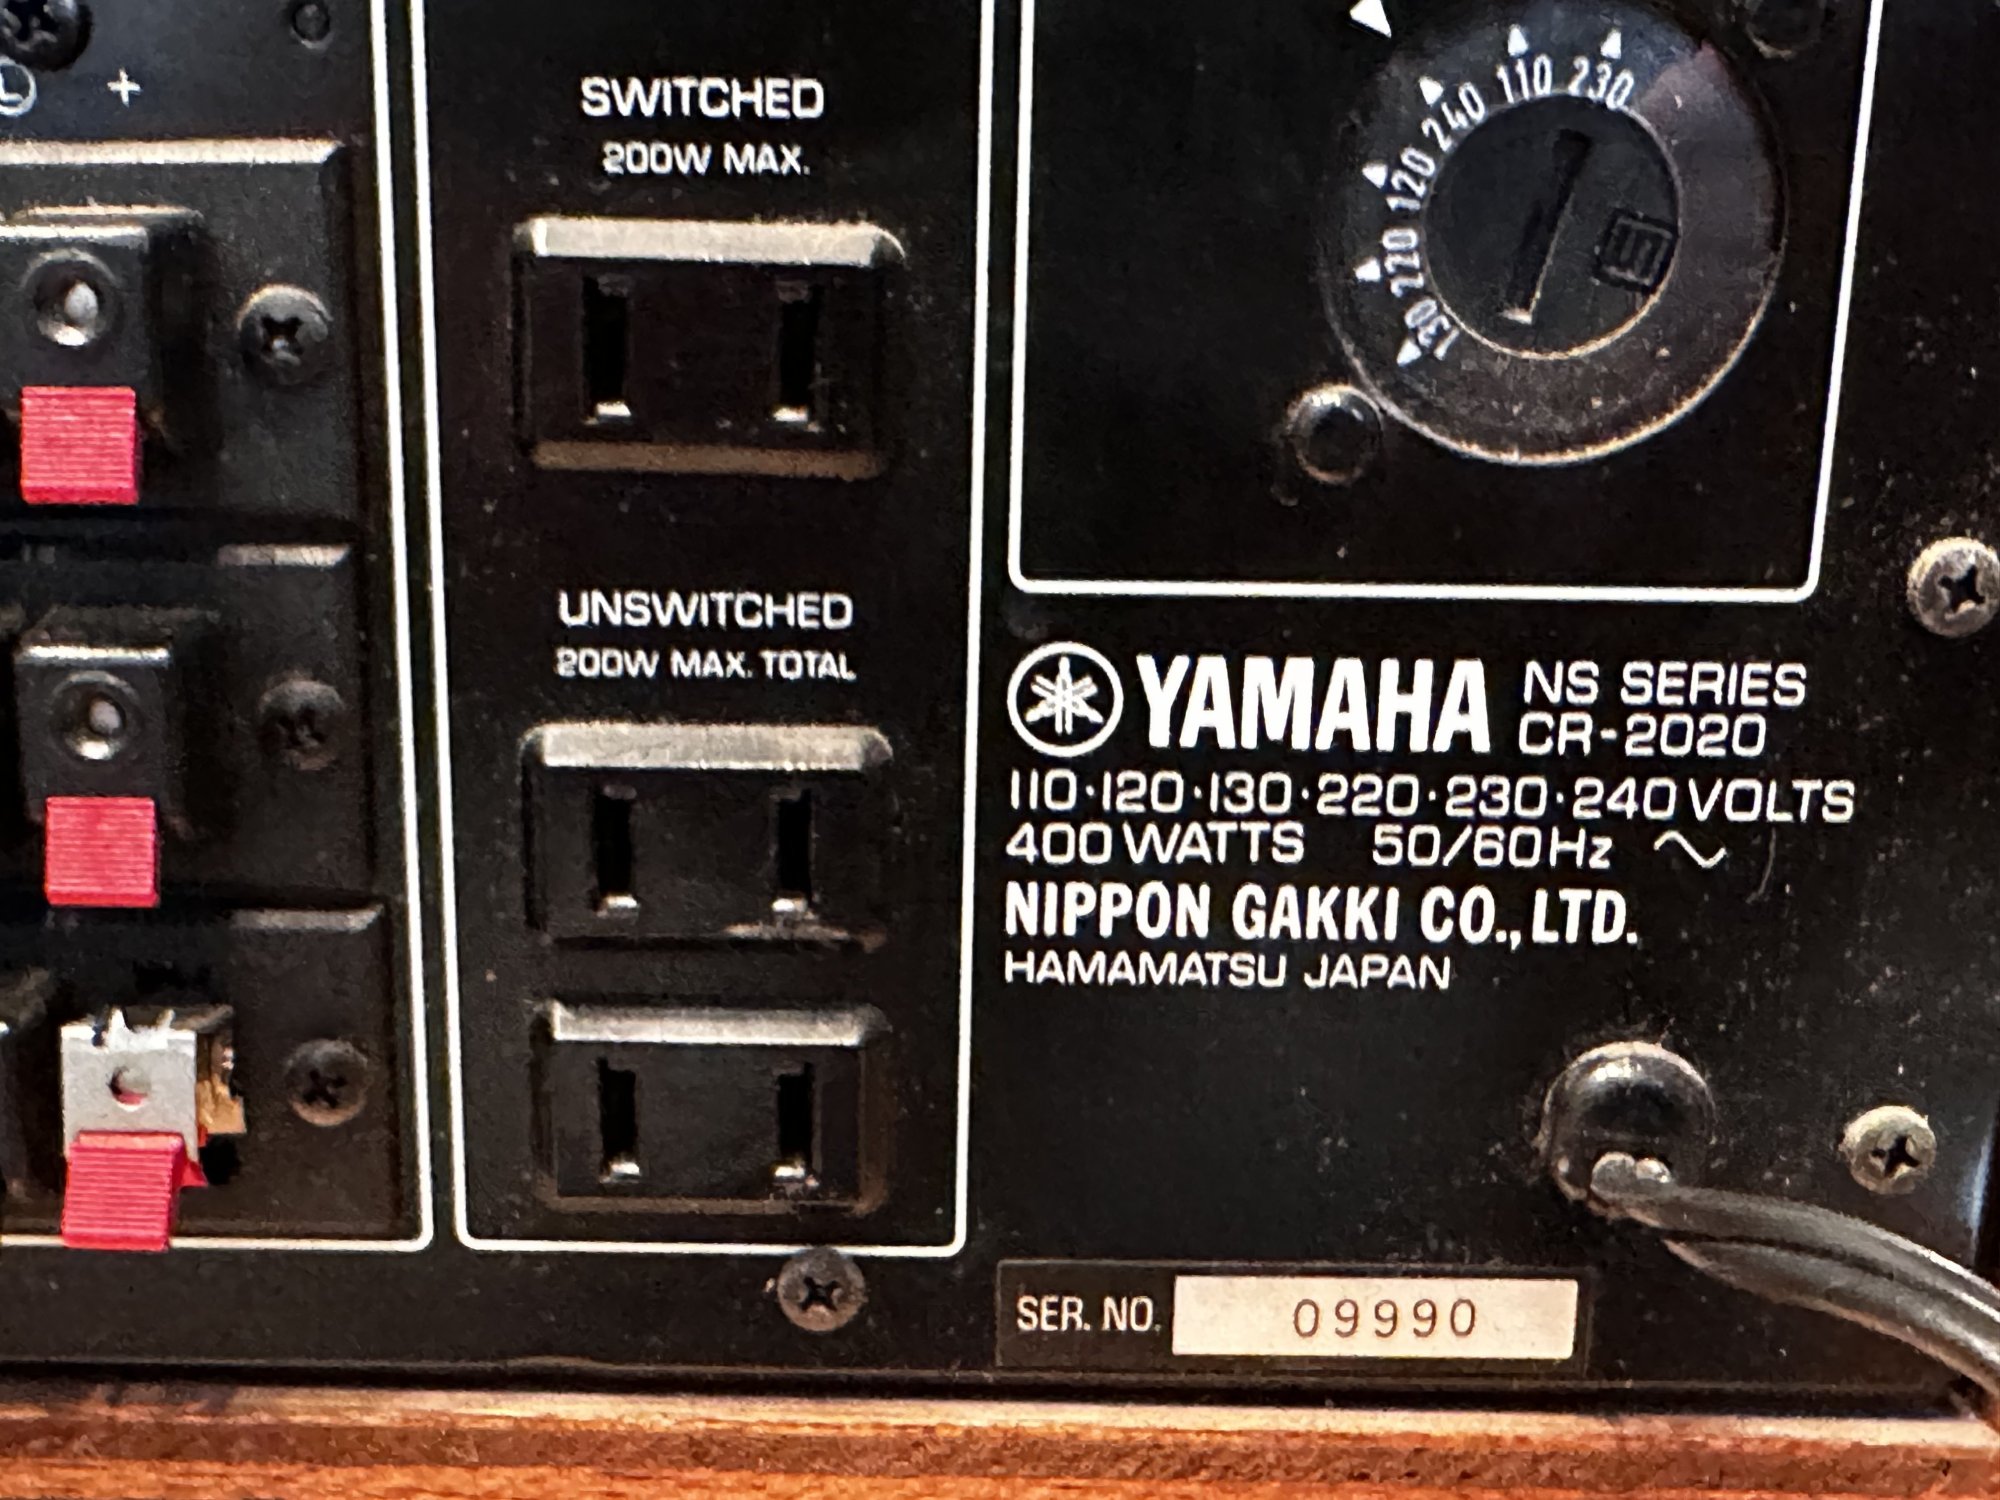 +
SWITCHED
200W MAX.
UNSWITCHED
200W MAX. TOTAL
130 220 120 240 110 230
YAMAHA NS SERIES
CR-2020
110·120·130·220·230·240 VOLTS
400 WATTS 50/60Hz ~
NIPPON GAKKI CO., LTD.
HAMAMATSU JAPAN
SER. NO. 09990